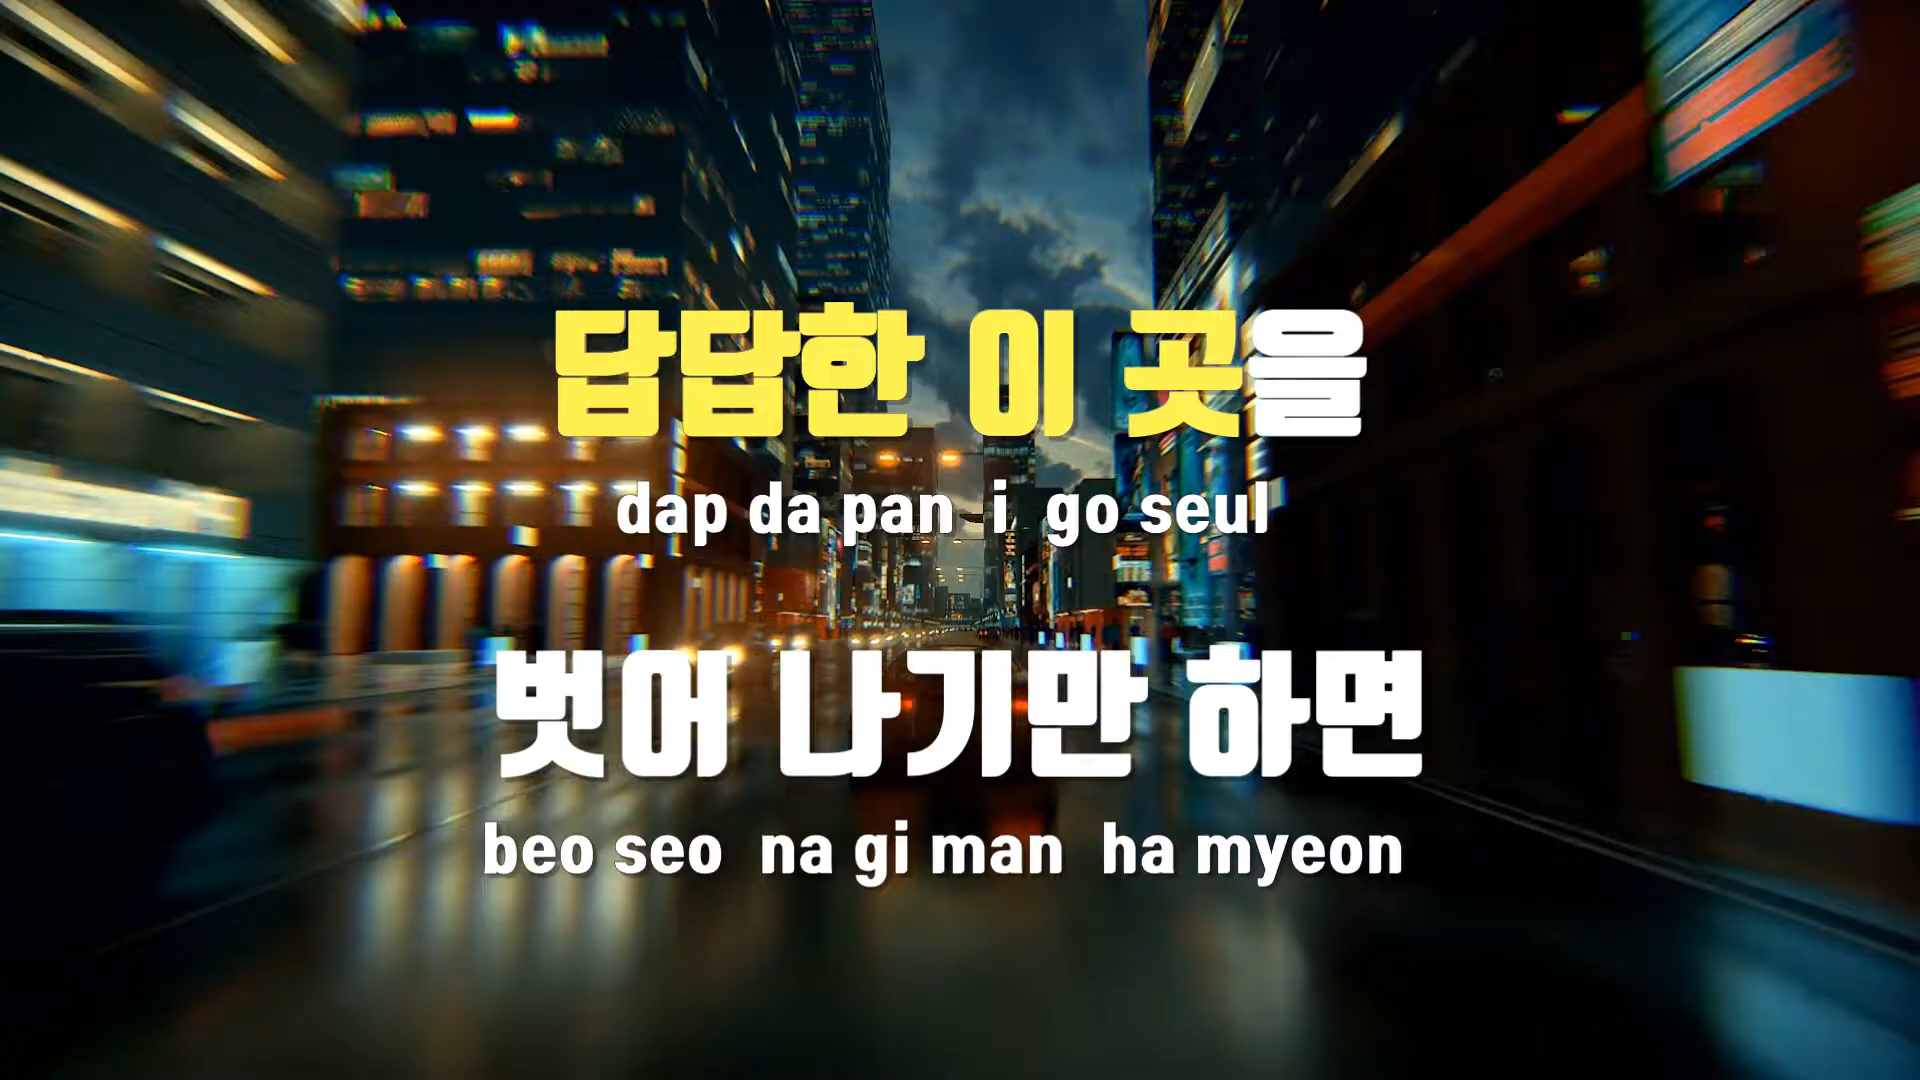 답답한 이 곳을
dap da pan i go seul
벗어 나기만 하면
beo seo na gi man ha myeon